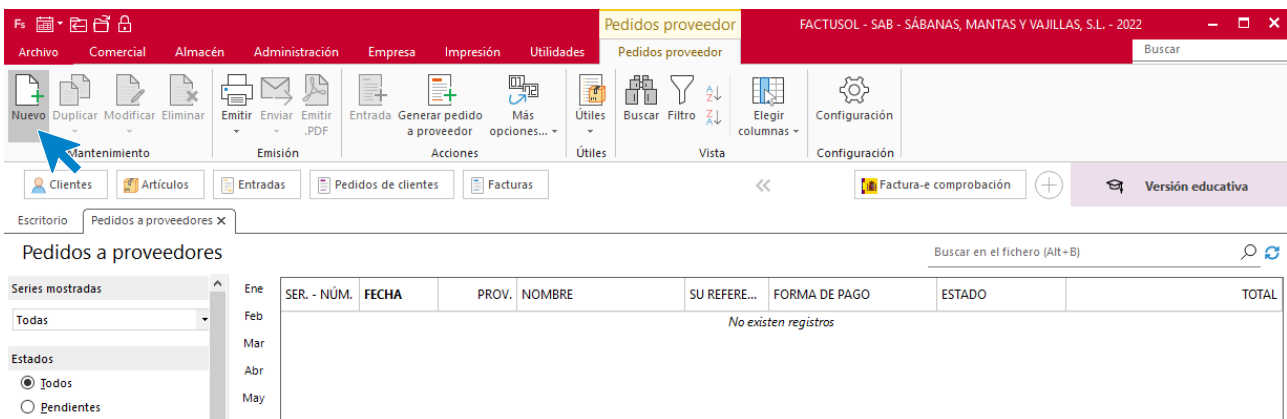 Fs Pedidos proveedor FACTUSOL - SAB - SÁBANAS, MANTAS Y VAJILLAS, S.L. - 2022
Archivo Comercial Almacén Administración Empresa Impresión Utilidades Pedidos proveedor Buscar
Nuevo Duplicar Modificar Eliminar Emitir Enviar Emitir .PDF Entrada Generar pedido a proveedor Más opciones... Útiles Buscar Filtro Elegir columnas Configuración
Mantenimiento Emisión Acciones Útiles Vista Configuración
Clientes Artículos Entradas Pedidos de clientes Facturas Factura-e comprobación Versión educativa
Escritorio Pedidos a proveedores X
Pedidos a proveedores Buscar en el fichero (Alt+B)
Series mostradas Ene SER. - NÚM. FECHA PROV. NOMBRE SU REFERE... FORMA DE PAGO ESTADO TOTAL
Todas Feb No existen registros
Mar
Estados
Abr
Todos
May
Pendientes